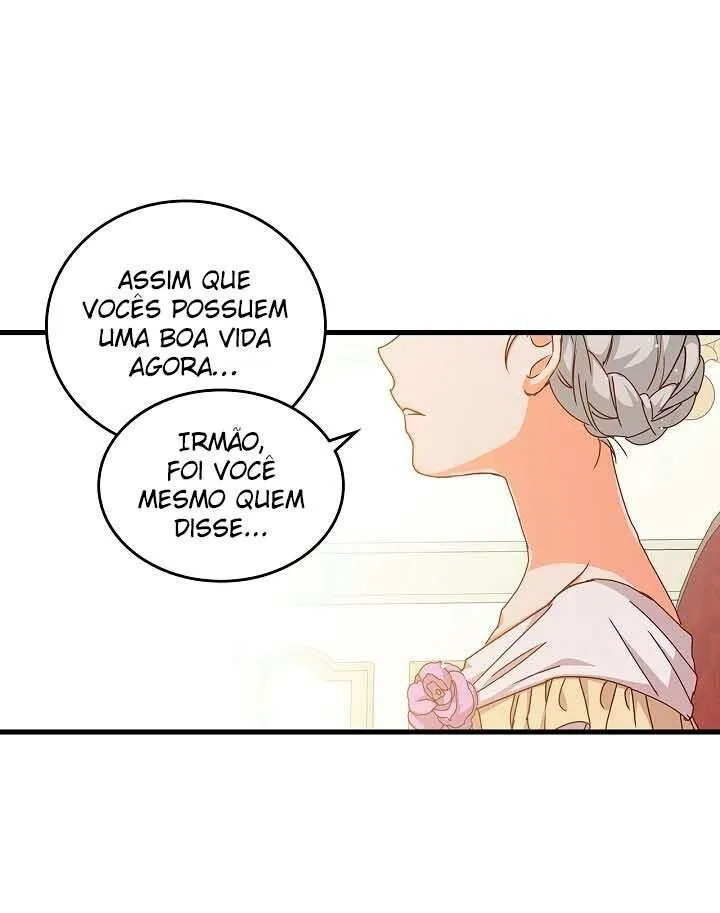 ASSIM QUE
VOCÊS POSSUEM
UMA BOA VIDA
AGORA...
IRMÃO,
FOI VOCÊ
MESMO QUEM
DISSE...